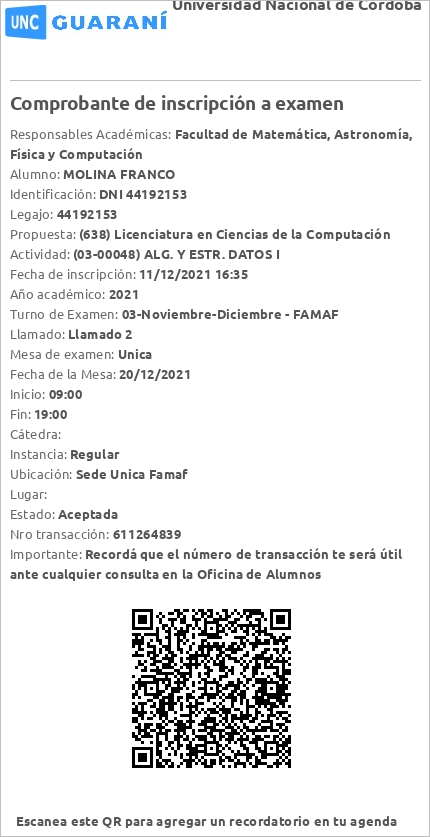 Universidad Nacional de Córdoba
UNC GUARANÍ
Comprobante de inscripción a examen
Responsables Académicas: Facultad de Matemática, Astronomía,
Física y Computación
Alumno: MOLINA FRANCO
Identificación: DNI 44192153
Legajo: 44192153
Propuesta: (638) Licenciatura en Ciencias de la Computación
Actividad: (03-00048) ALG. Y ESTR. DATOS I
Fecha de inscripción: 11/12/2021 16:35
Año académico: 2021
Turno de Examen: 03-Noviembre-Diciembre - FAMAF
Llamado: Llamado 2
Mesa de examen: Unica
Fecha de la Mesa: 20/12/2021
Inicio: 09:00
Fin: 19:00
Cátedra:
Instancia: Regular
Ubicación: Sede Unica Famaf
Lugar:
Estado: Aceptada
Nro transacción: 611264839
Importante: Recordá que el número de transacción te será útil
ante cualquier consulta en la Oficina de Alumnos
Escanea este QR para agregar un recordatorio en tu agenda